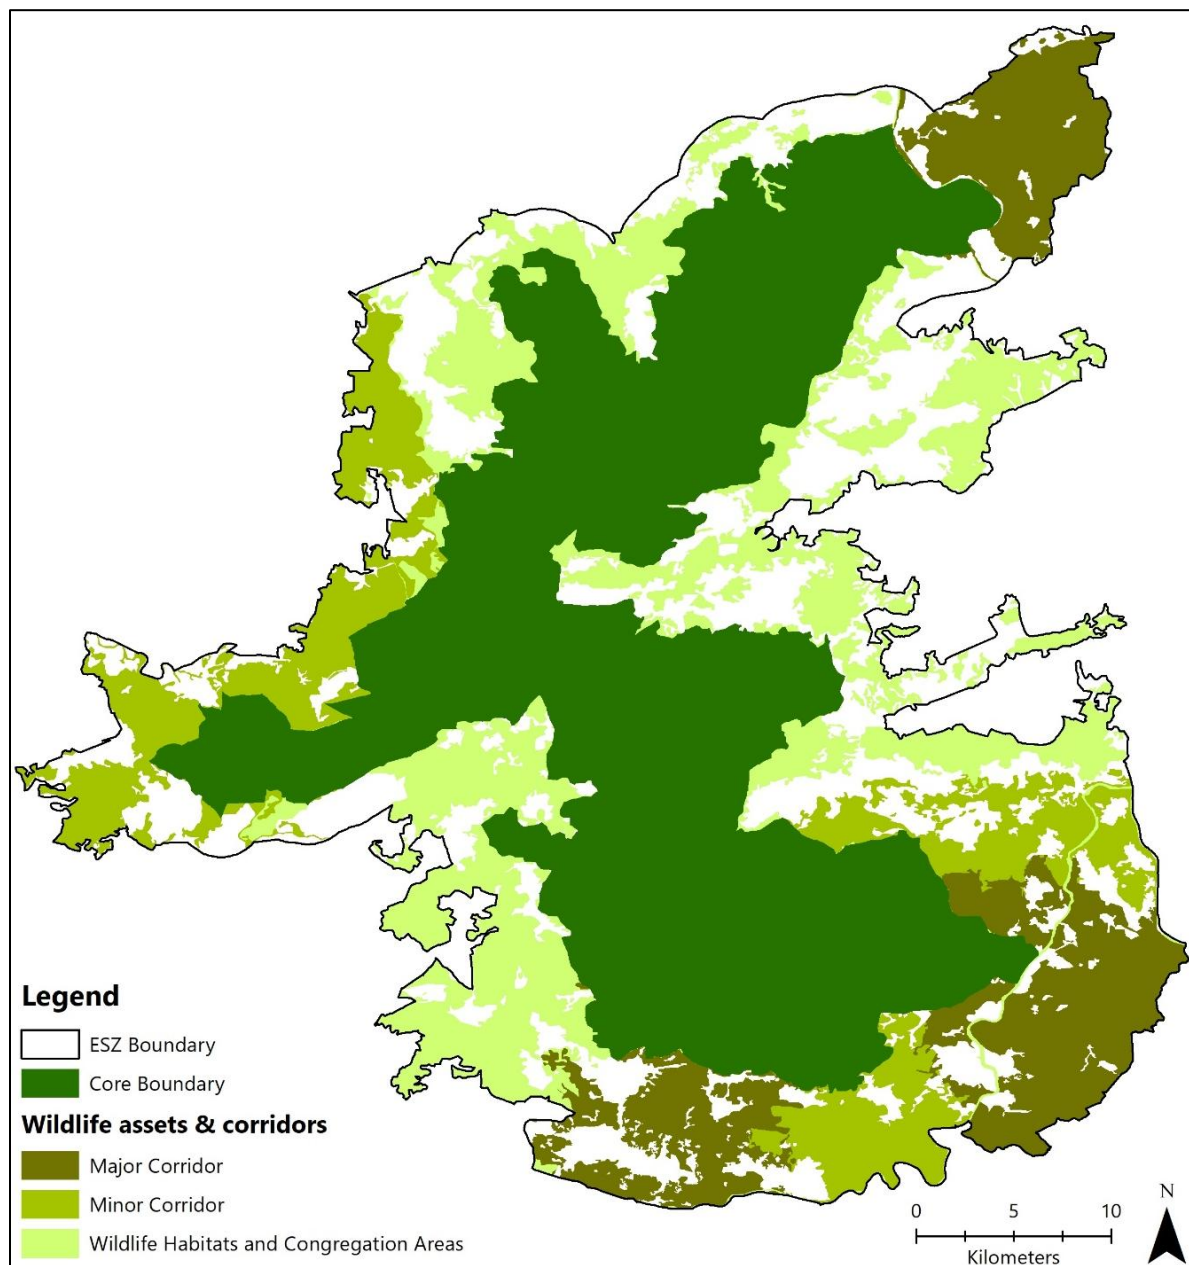 Legend
ESZ Boundary
Core Boundary
Wildlife assets & corridors
Major Corridor
Minor Corridor
Wildlife Habitats and Congregation Areas
N
0 5 10
Kilometers